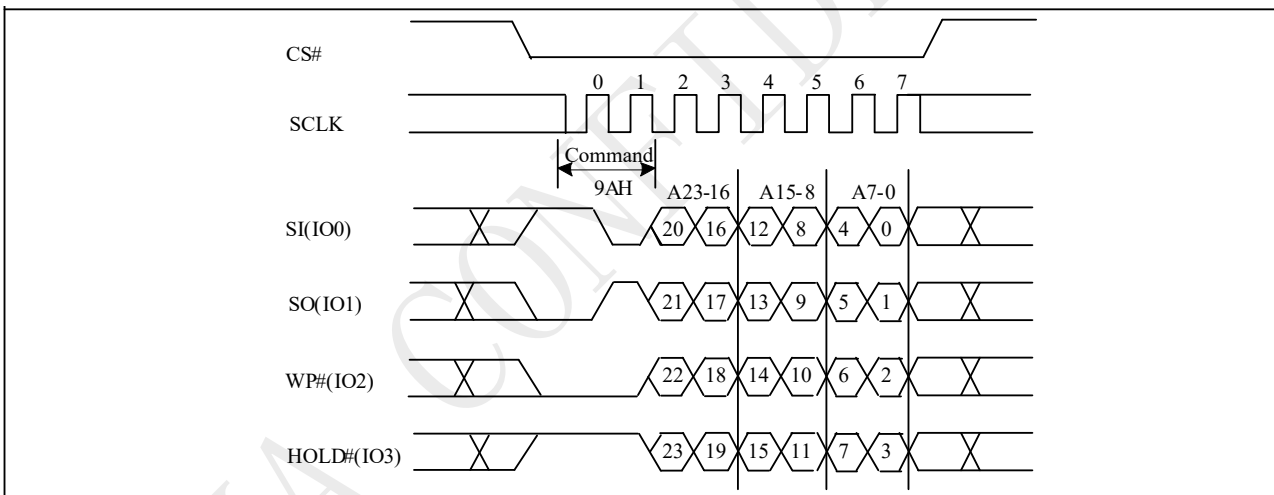 CS#
0 1 2 3 4 5 6 7
SCLK
Command
9AH
A23-16 A15-8 A7-0
SI(IO0) 20 16 12 8 4 0
SO(IO1) 21 17 13 9 5 1
WP#(IO2) 22 18 14 10 6 2
HOLD#(IO3) 23 19 15 11 7 3